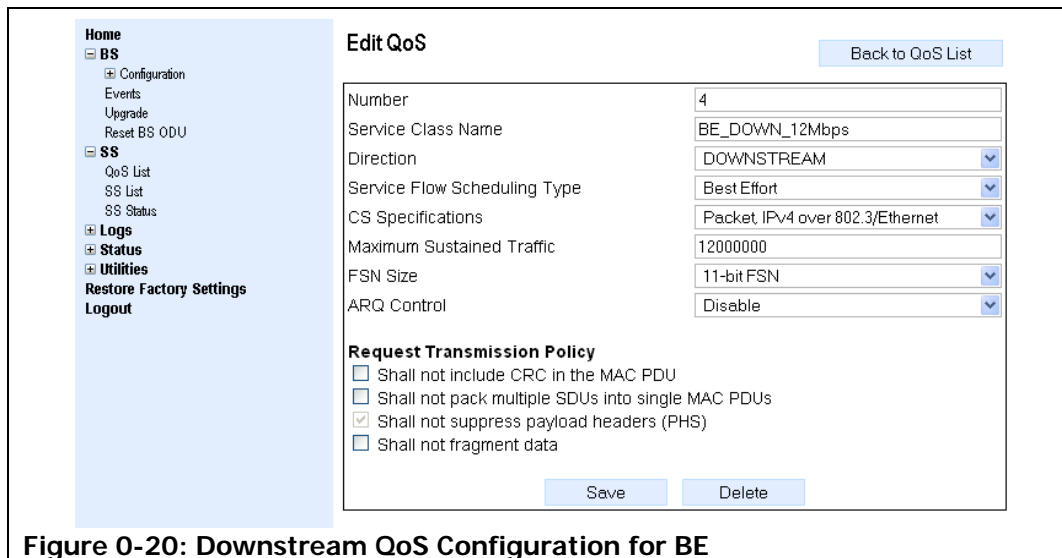 Home
BS
Configuration
Events
Upgrade
Reset BS ODU
SS
QoS List
SS List
SS Status
Logs
Status
Utilities
Restore Factory Settings
Logout
Edit QoS
Back to QoS List
Number 4
Service Class Name BE_DOWN_12Mbps
Direction DOWNSTREAM
Service Flow Scheduling Type Best Effort
CS Specifications Packet, IPv4 over 802.3/Ethernet
Maximum Sustained Traffic 12000000
FSN Size 11-bit FSN
ARQ Control Disable
Request Transmission Policy
Shall not include CRC in the MAC PDU
Shall not pack multiple SDUs into single MAC PDUs
Shall not suppress payload headers (PHS)
Shall not fragment data
Save Delete
Figure 0-20: Downstream QoS Configuration for BE